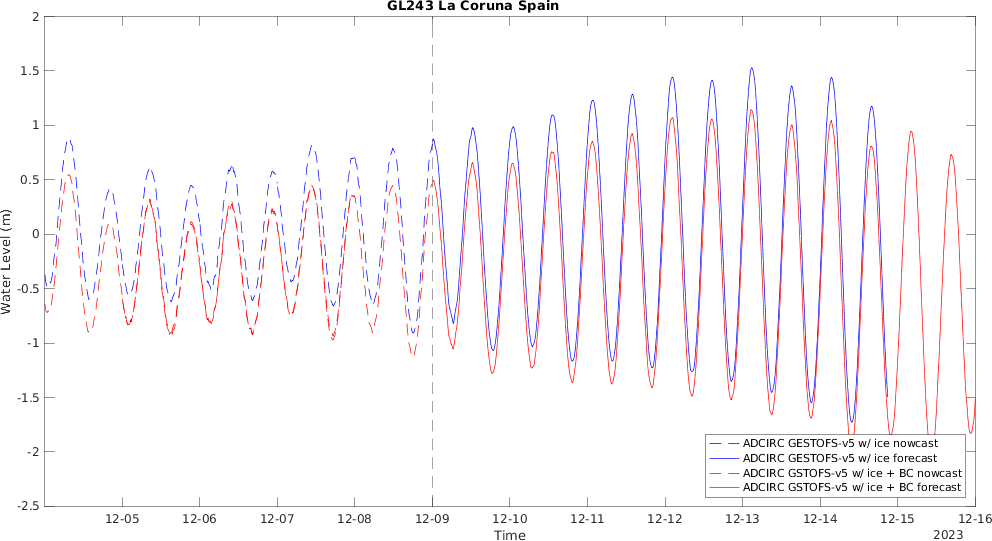 GL243 La Coruna Spain
2
1.5
1
0.5
0
-0.5
-1
-1.5
-2
-2.5
Water Level (m)
ADCIRC GESTOFS-v5 w/ ice nowcast
ADCIRC GESTOFS-v5 w/ ice forecast
ADCIRC GSTOFS-v5 w/ ice + BC nowcast
ADCIRC GSTOFS-v5 w/ ice + BC forecast
12-05 12-06 12-07 12-08 12-09 12-10 12-11 12-12 12-13 12-14 12-15 12-16
Time
2023